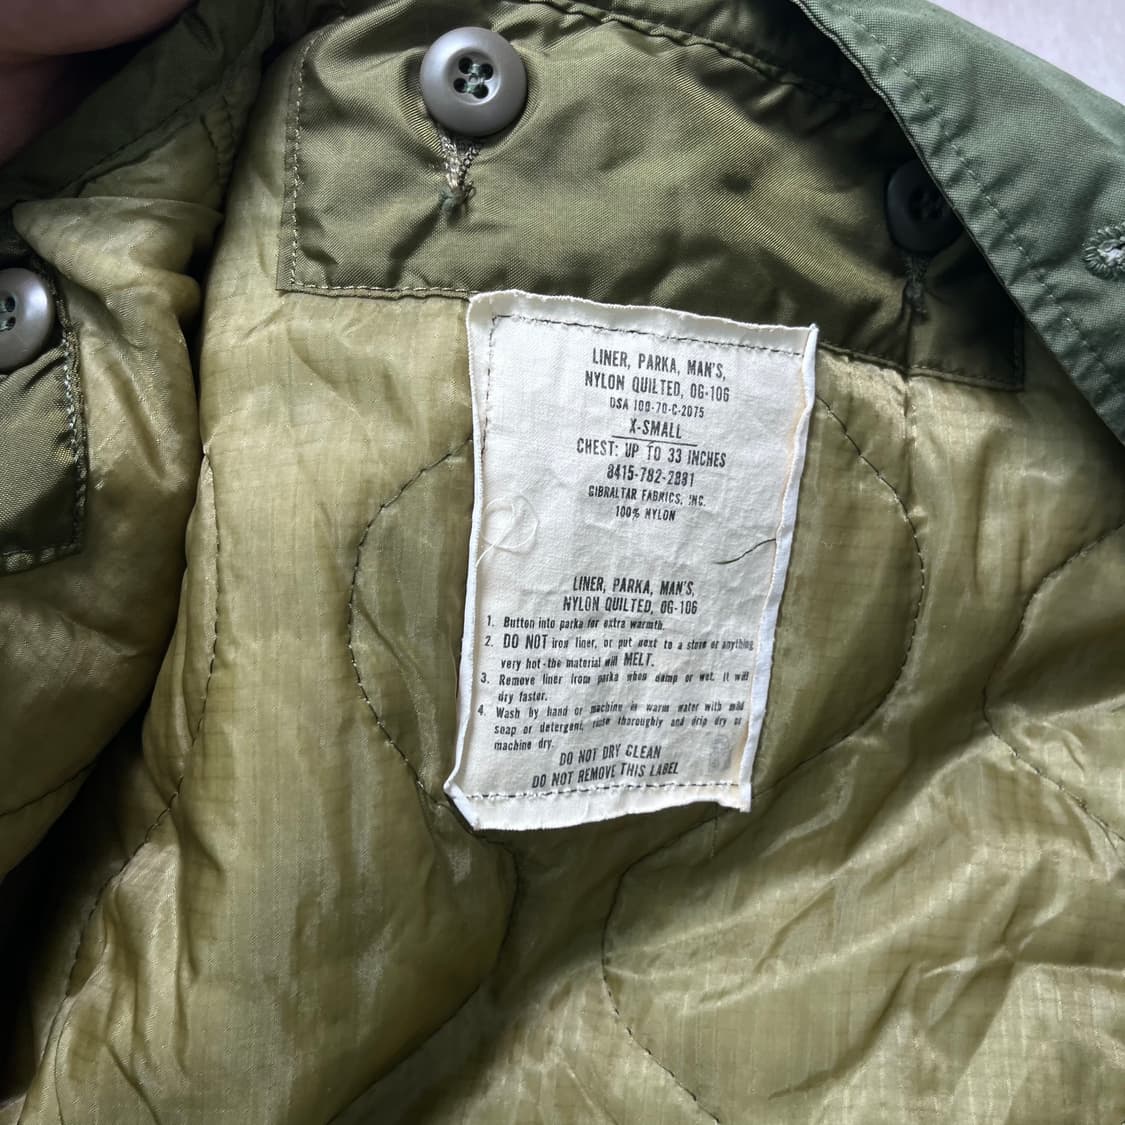 LINER, PARKA, MAN'S,
NYLON QUILTED, OG-106
DSA 100-70-C-2075
X-SMALL
CHEST: UP TO 33 INCHES
8415-782-2881
GIBRALTAR FABRICS, INC.
100% NYLON
LINER, PARKA, MAN'S,
NYLON QUILTED, OG-106
1. Button into parka for extra warmth.
2. DO NOT iron liner, or put next to a stove or anything
very hot-the material will MELT.
3. Remove liner from parka when damp or wet. It will
dry faster.
4. Wash by hand or machine in warm water with mild
soap or detergent, rinse thoroughly and drip dry or
machine dry.
DO NOT DRY CLEAN
DO NOT REMOVE THIS LABEL